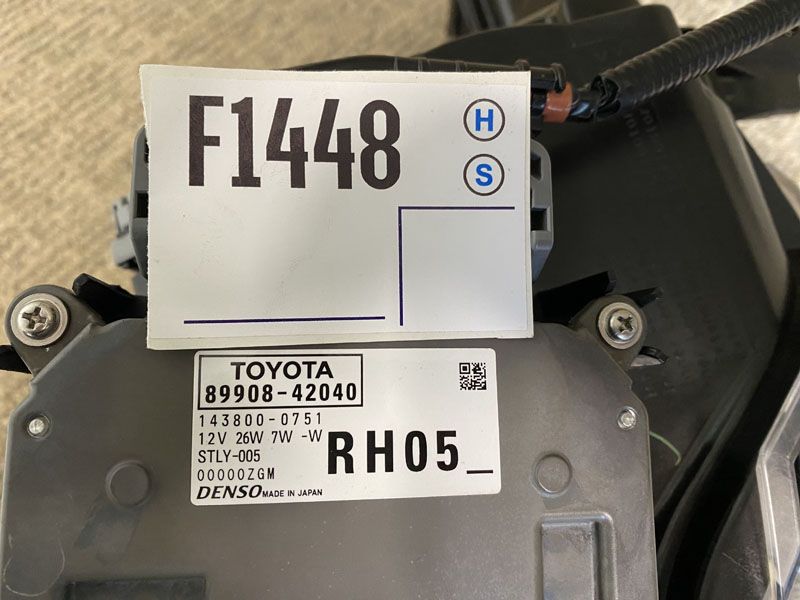 F1448
H
S
TOYOTA
89908-42040
143800-0751
12V 26W 7W -W
STLY-005
00000ZGM
RH05_
DENSO MADE IN JAPAN